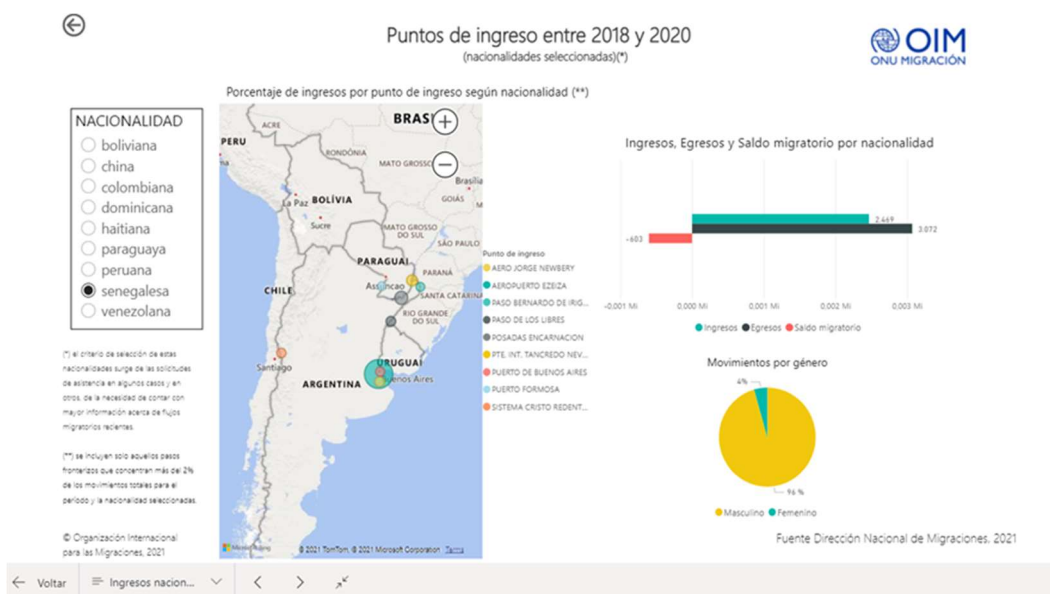 Puntos de ingreso entre 2018 y 2020
(nacionalidades seleccionadas)(*)
OIM
ONU MIGRACIÓN
Porcentaje de ingresos por punto de ingreso según nacionalidad (**)
NACIONALIDAD
boliviana
china
colombiana
dominicana
haitiana
paraguaya
peruana
senegalesa
venezolana
(*) el criterio de selección de estas
nacionalidades surge de las solicitudes
de asistencia en algunos casos y en
otros, de la necesidad de contar con
mayor información acerca de flujos
migratorios recientes.
(**) se incluyen solo aquellos pasos
fronterizos que concentran más del 2%
de los movimientos totales para el
período y la nacionalidad seleccionadas.
© Organización Internacional
para las Migraciones, 2021
ACRE
BRAS
PERU
RONDÔNIA
MATO GROSSO
Brasília
La Paz
BOLÍVIA
GOIÁS
Sucre
MATO GROSSO
DO SUL
SÃO PAULO
PARAGUAI
PARANÁ
CHILE
SANTA CATARINA
RIO GRANDE
DO SUL
Santiago
URUGUAI
ARGENTINA
Buenos Aires
© 2021 TomTom, © 2021 Microsoft Corporation Terms
Punto de ingreso
AERO JORGE NEWBERY
AEROPUERTO EZEIZA
PASO BERNARDO DE IRIG...
PASO DE LOS LIBRES
POSADAS ENCARNACION
PTE. INT. TANCREDO NEV...
PUERTO DE BUENOS AIRES
PUERTO FORMOSA
SISTEMA CRISTO REDENT...
Ingresos, Egresos y Saldo migratorio por nacionalidad
2.469
3.072
-603
-0,001 Mi 0,000 Mi 0,001 Mi 0,002 Mi 0,003 Mi
Ingresos Egresos Saldo migratorio
Movimientos por género
4%
96 %
Masculino Femenino
Fuente Dirección Nacional de Migraciones. 2021
Voltar Ingresos nacion...